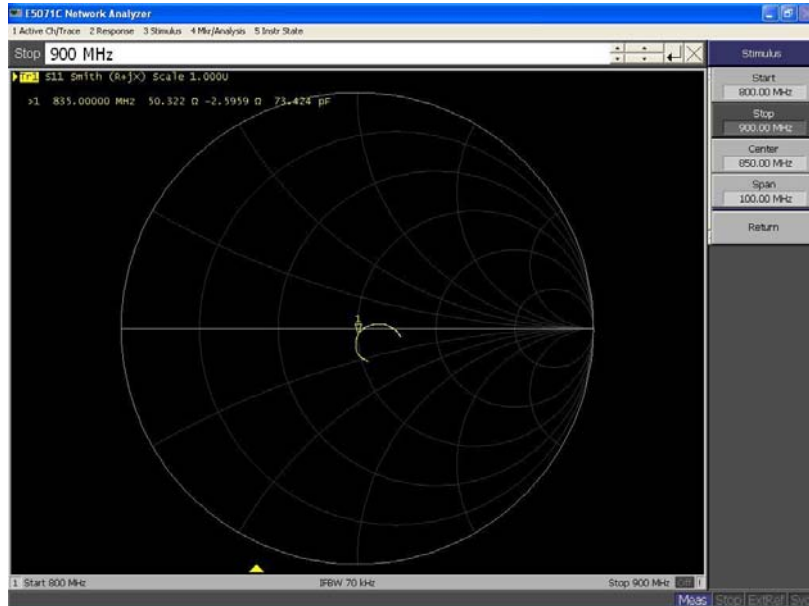 E5071C Network Analyzer
1 Active Ch/Trace 2 Response 3 Stimulus 4 Mkr/Analysis 5 Instr State
Stop 900 MHz
Stimulus
Tr1 S11 Smith (R+jX) Scale 1.000U
>1 835.00000 MHz 50.322 Ω -2.5959 Ω 73.424 pF
Start
800.00 MHz
Stop
900.00 MHz
Center
850.00 MHz
Span
100.00 MHz
Return
1
1 Start 800 MHz IFBW 70 kHz Stop 900 MHz Off !
Meas Stop ExtRef Svc